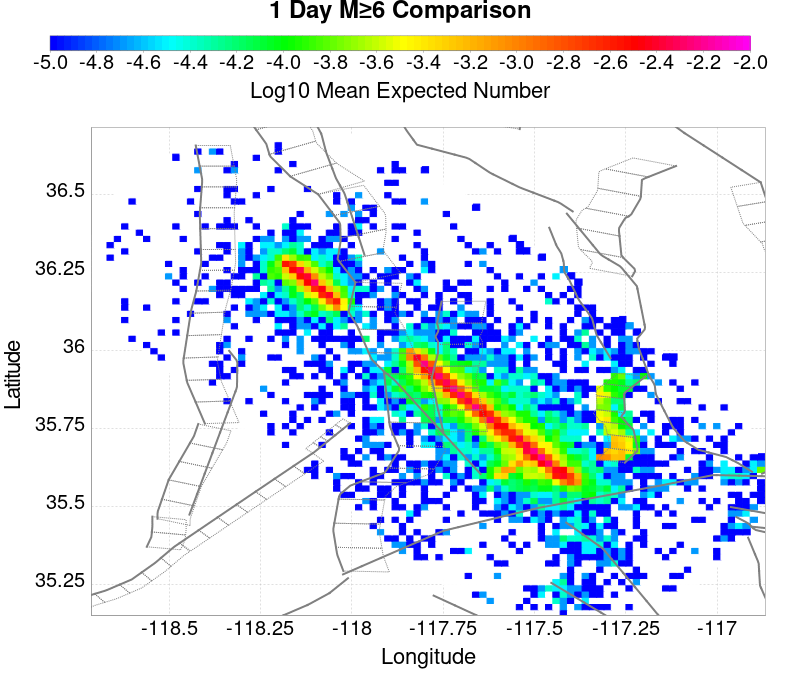 1 Day M≥6 Comparison
-5.0 -4.8 -4.6 -4.4 -4.2 -4.0 -3.8 -3.6 -3.4 -3.2 -3.0 -2.8 -2.6 -2.4 -2.2 -2.0
Log10 Mean Expected Number
36.5
36.25
36
35.75
35.5
35.25
Latitude
-118.5 -118.25 -118 -117.75 -117.5 -117.25 -117
Longitude